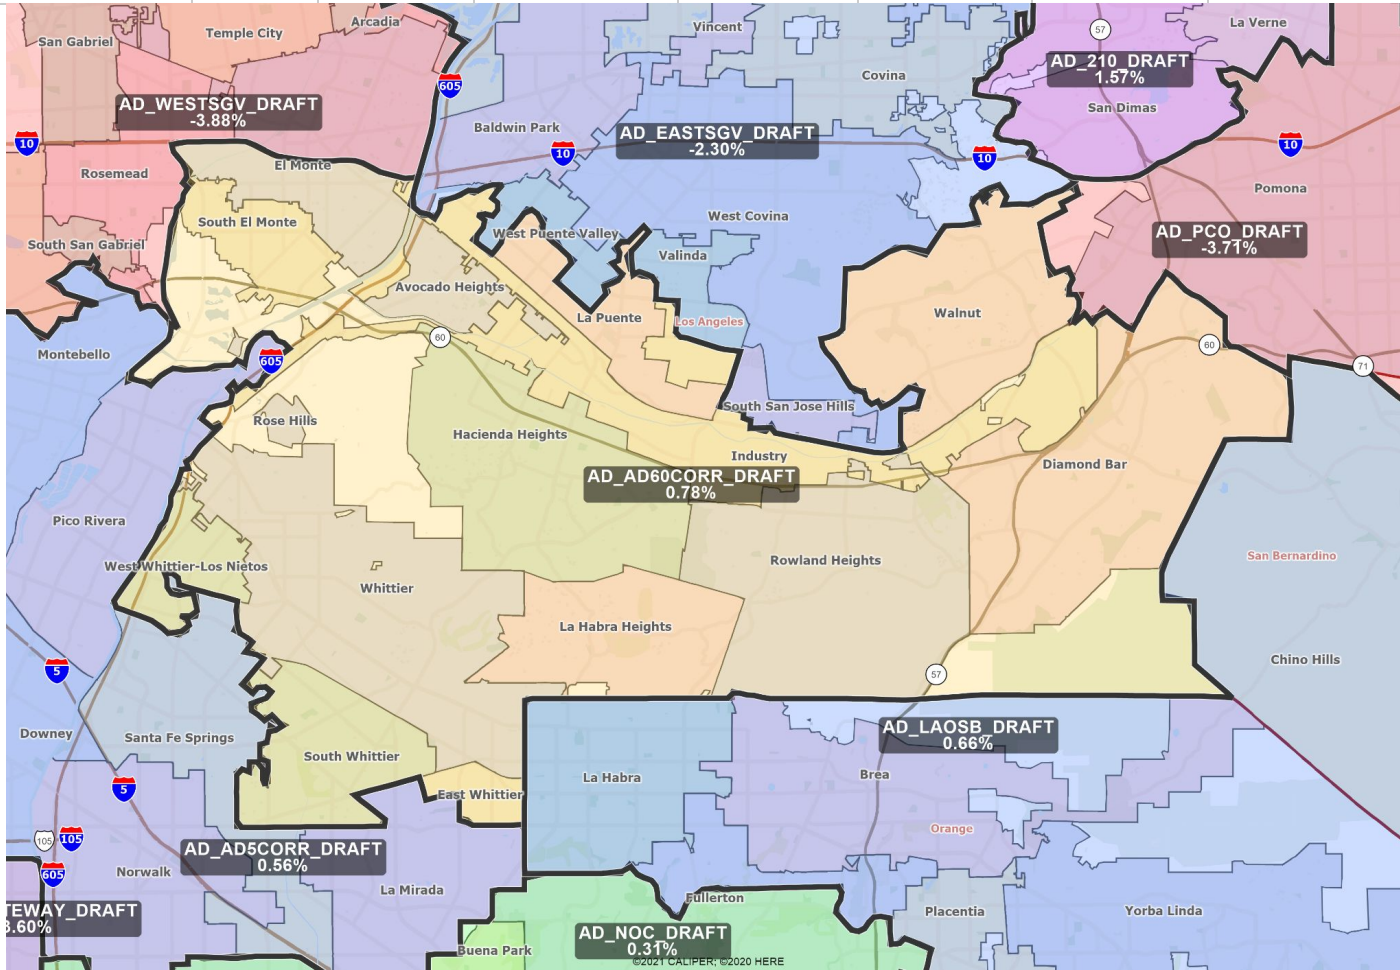 Arcadia
La Verne
57
Vincent
Temple City
San Gabriel
AD_210_DRAFT
1.57%
Covina
605
San Dimas
AD_WESTSGV_DRAFT
-3.88%
Baldwin Park
AD_EASTSGV_DRAFT
-2.30%
10
10
10
10
El Monte
Rosemead
Pomona
West Covina
South El Monte
West Puente Valley
AD_PCO_DRAFT
-3.71%
South San Gabriel
Valinda
Avocado Heights
Walnut
La Puente
Los Angeles
60
60
Montebello
605
71
South San Jose Hills
Rose Hills
Hacienda Heights
Industry
Diamond Bar
AD_AD60CORR_DRAFT
0.78%
Pico Rivera
San Bernardino
West Whittier-Los Nietos
Rowland Heights
Whittier
La Habra Heights
Chino Hills
5
57
Downey
Santa Fe Springs
AD_LAOSB_DRAFT
0.66%
South Whittier
La Habra
Brea
5
East Whittier
Orange
105
105
AD_AD5CORR_DRAFT
0.56%
605
Norwalk
La Mirada
Fullerton
TEWAY_DRAFT
3.60%
Placentia
Yorba Linda
AD_NOC_DRAFT
0.31%
Buena Park
©2021 CALIPER; ©2020 HERE